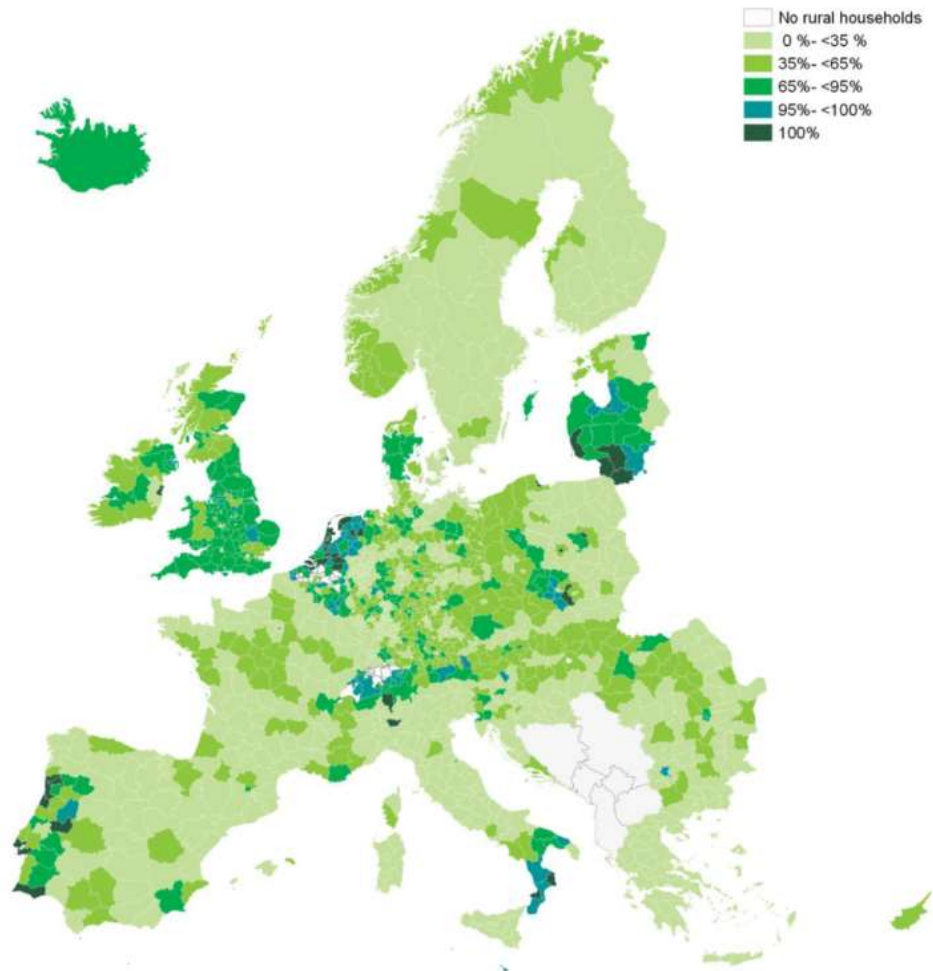 No rural households
0 %- <35 %
35%- <65%
65%- <95%
95%- <100%
100%